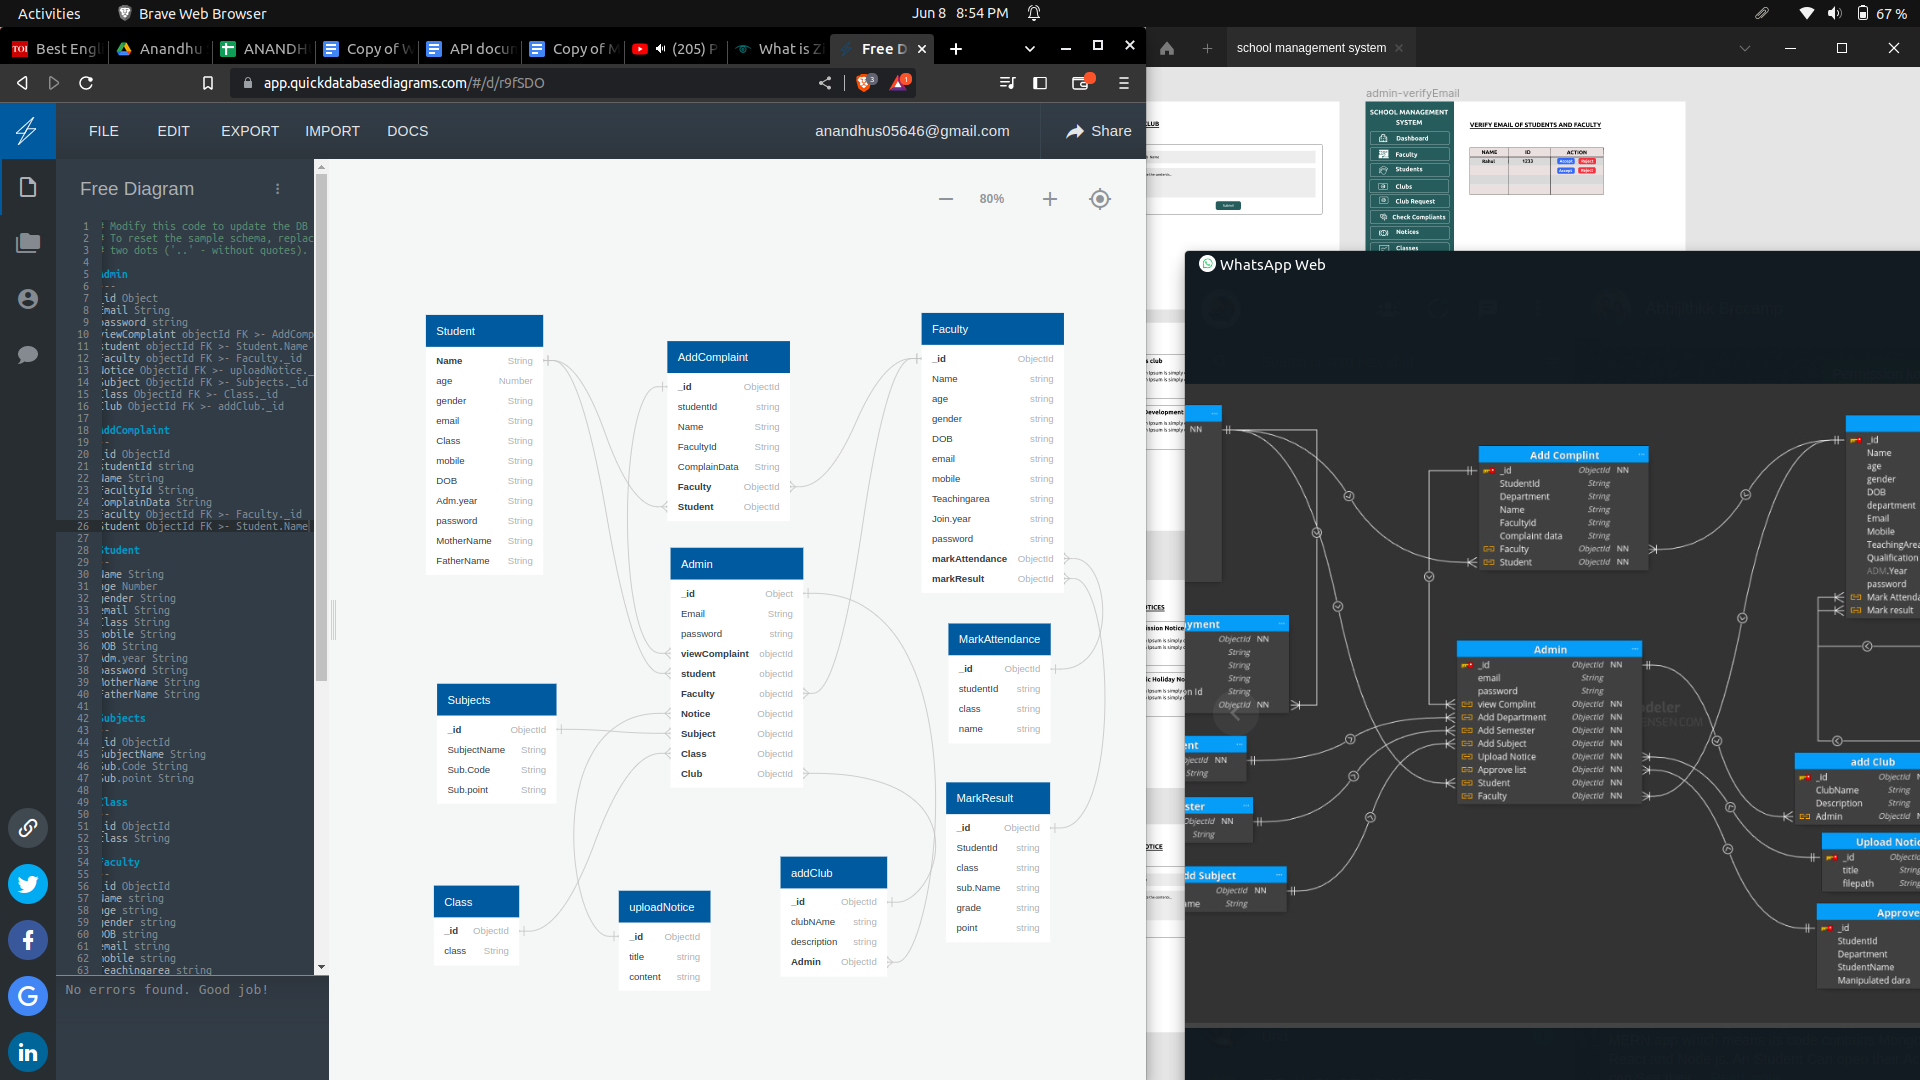 Activities
Brave Web Browser
Jun 8 8:54 PM
67 %
Best Engl
Anandhu
ANANDH
Copy of W
API docur
Copy of M
(205) P
What is Z
Free D
school management system
app.quickdatabasediagrams.com/#/d/r9fSDO
FILE
EDIT
EXPORT
IMPORT
DOCS
anandhus05646@gmail.com
Share
Free Diagram
80%
1 # Modify this code to update the DB
2 # To reset the sample schema, replac
3 # two dots ('..' - without quotes).
4
5 Admin
6 ---
7 _id Object
8 Email String
9 password string
10 viewComplaint objectId FK >- AddComp
11 student objectId FK >- Student.Name
12 Faculty objectId FK >- Faculty._id
13 Notice ObjectId FK >- uploadNotice._
14 Subject ObjectId FK >- Subjects._id
15 Class ObjectId FK >- Class._id
16 Club ObjectId FK >- addClub._id
17
18 AddComplaint
19 --
20 _id ObjectId
21 studentId string
22 Name String
23 FacultyId String
24 ComplainData String
25 Faculty ObjectId FK >- Faculty._id
26 Student ObjectId FK >- Student.Name
27
28 Student
29 --
30 Name String
31 age Number
32 gender String
33 email String
34 Class String
35 mobile String
36 DOB String
37 Adm.year String
38 password String
39 MotherName String
40 FatherName String
41
42 Subjects
43 --
44 _id ObjectId
45 SubjectName String
46 Sub.Code String
47 Sub.point String
48
49 Class
50 --
51 _id ObjectId
52 Class String
53
54 Faculty
55 --
56 _id ObjectId
57 Name string
58 age string
59 gender string
60 DOB string
61 email string
62 mobile string
63 Teachingarea string
No errors found. Good job!
Student
Name String
age Number
gender String
email String
Class String
mobile String
DOB String
Adm.year String
password String
MotherName String
FatherName String
AddComplaint
_id ObjectId
studentId string
Name String
FacultyId String
ComplainData String
Faculty ObjectId
Student ObjectId
Faculty
_id ObjectId
Name string
age string
gender string
DOB string
email string
mobile string
Teachingarea string
Join.year string
password string
markAttendance ObjectId
markResult ObjectId
Admin
_id Object
Email String
password string
viewComplaint objectId
student objectId
Faculty objectId
Notice ObjectId
Subject ObjectId
Class ObjectId
Club ObjectId
MarkAttendance
_id ObjectId
studentId string
class string
name string
Subjects
_id ObjectId
SubjectName String
Sub.Code String
Sub.point String
MarkResult
_id ObjectId
StudentId string
class string
sub.Name string
grade string
point string
Class
_id ObjectId
class String
uploadNotice
_id ObjectId
title string
content string
addClub
_id ObjectId
clubNAme string
description string
Admin ObjectId
admin-verifyEmail
SCHOOL MANAGEMENT
SYSTEM
Dashboard
Faculty
Students
Clubs
Club Request
Check Compliants
Notices
Classes
VERIFY EMAIL OF STUDENTS AND FACULTY
NAME ID ACTION
Rahul 1233 Accept Reject
Accept Reject
WhatsApp Web
NN
Add Complint
_id ObjectId NN
StudentId String
Department String
Name String
Facultyid String
Complaint data String
Faculty ObjectId NN
Student ObjectId NN
_id
Name
age
gender
DOB
department
Email
Mobile
TeachingArea
Qualification
ADM.Year
password
Mark Attenda
Mark result
yment
ObjectId NN
String
String
String
on Id String
ObjectId NN
Admin
_id ObjectId NN
email ObjectId NN
password ObjectId NN
view Complint ObjectId NN
Add Department ObjectId NN
Add Semester ObjectId NN
Add Subject ObjectId NN
Upload Notice ObjectId NN
Approve list ObjectId NN
Student ObjectId NN
Faculty ObjectId NN
ent
bjectId NN
String
ster
ObjectId NN
String
dd Subject
ObjectId NN
ame String
add Club
_id ObjectId N
ClubName String
Description String
Admin ObjectId N
Upload Notic
_id ObjectId
title String
filepath String
Approve
_id
StudentId
Department
StudentName
Manipulated dara